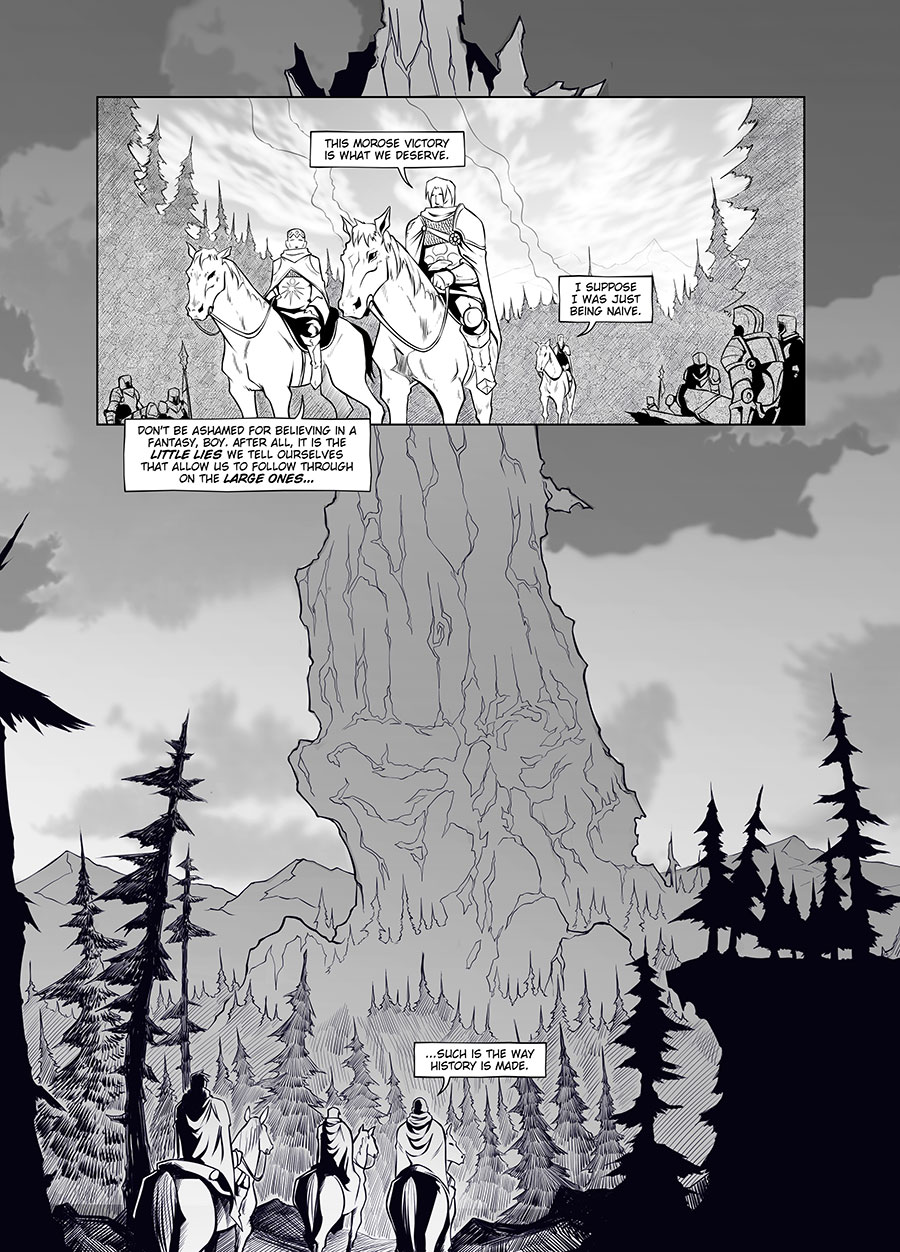 THIS MOROSE VICTORY
IS WHAT WE DESERVE.
I SUPPOSE
I WAS JUST
BEING NAIVE.
DON'T BE ASHAMED FOR BELIEVING IN A
FANTASY, BOY. AFTER ALL, IT IS THE
LITTLE LIES WE TELL OURSELVES
THAT ALLOW US TO FOLLOW THROUGH
ON THE LARGE ONES...
...SUCH IS THE WAY
HISTORY IS MADE.